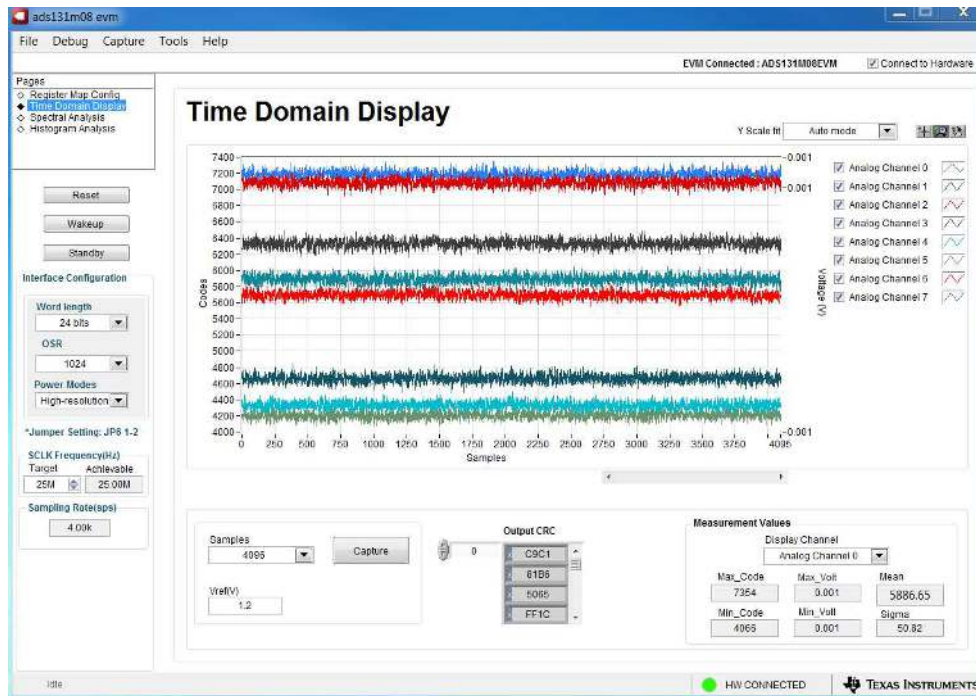 ads131m08 evm
File Debug Capture Tools Help
EVM Connected : ADS131M08EVM Connect to Hardware
Pages
Register Map Config
Time Domain Display
Spectral Analysis
Histogram Analysis
Reset
Wakeup
Standby
Interface Configuration
Word length
24 bits
OSR
1024
Power Modes
High-resolution
*Jumper Setting: JP6 1-2
SCLK Frequency(Hz)
Target Achievable
25M 25.00M
Sampling Rate(sps)
4.00k
Time Domain Display
Y Scale fit Auto mode
7400
7200
7000
6800
6600
6400
6200
6000
5800
5600
5400
5200
5000
4800
4600
4400
4200
4000
Codes
0 250 500 750 1000 1250 1500 1750 2000 2250 2500 2750 3000 3250 3500 3750 4095
Samples
-0.001
-0.001
-0.001
Voltage (V)
Analog Channel 0
Analog Channel 1
Analog Channel 2
Analog Channel 3
Analog Channel 4
Analog Channel 5
Analog Channel 6
Analog Channel 7
Samples
4096
Capture
Vref(V)
1.2
Output CRC
0
C9C1
81B6
5065
FF1C
Measurement Values
Display Channel
Analog Channel 0
Max_Code Max_Volt Mean
7354 0.001 5886.65
Min_Code Min_Volt Sigma
4066 0.001 50.82
Idle
HW CONNECTED
TEXAS INSTRUMENTS